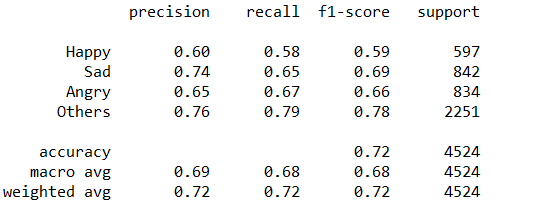 precision recall f1-score support
Happy 0.60 0.58 0.59 597
Sad 0.74 0.65 0.69 842
Angry 0.65 0.67 0.66 834
Others 0.76 0.79 0.78 2251
accuracy 0.72 4524
macro avg 0.69 0.68 0.68 4524
weighted avg 0.72 0.72 0.72 4524